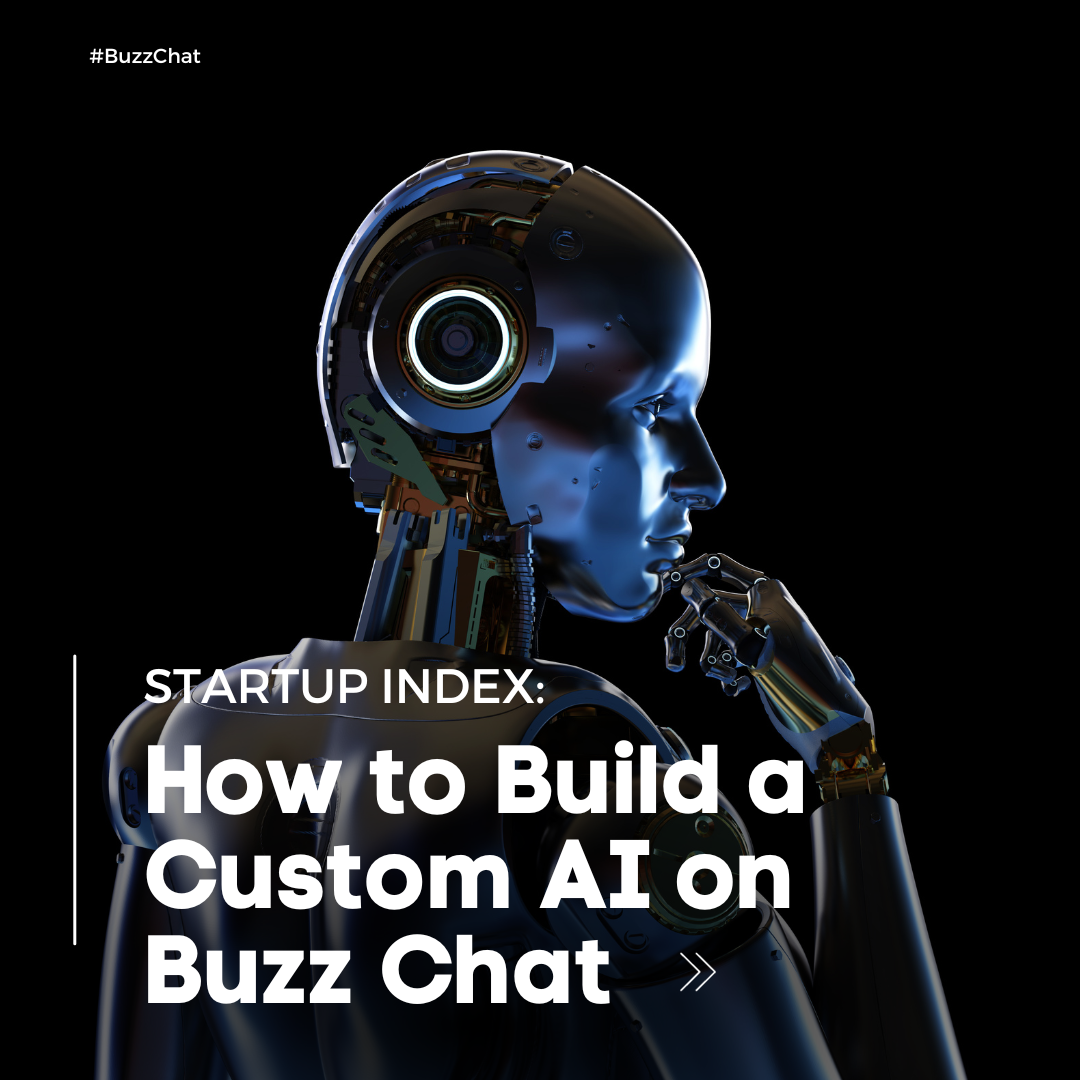 #BuzzChat
STARTUP INDEX:
How to Build a
Custom AI on
Buzz Chat